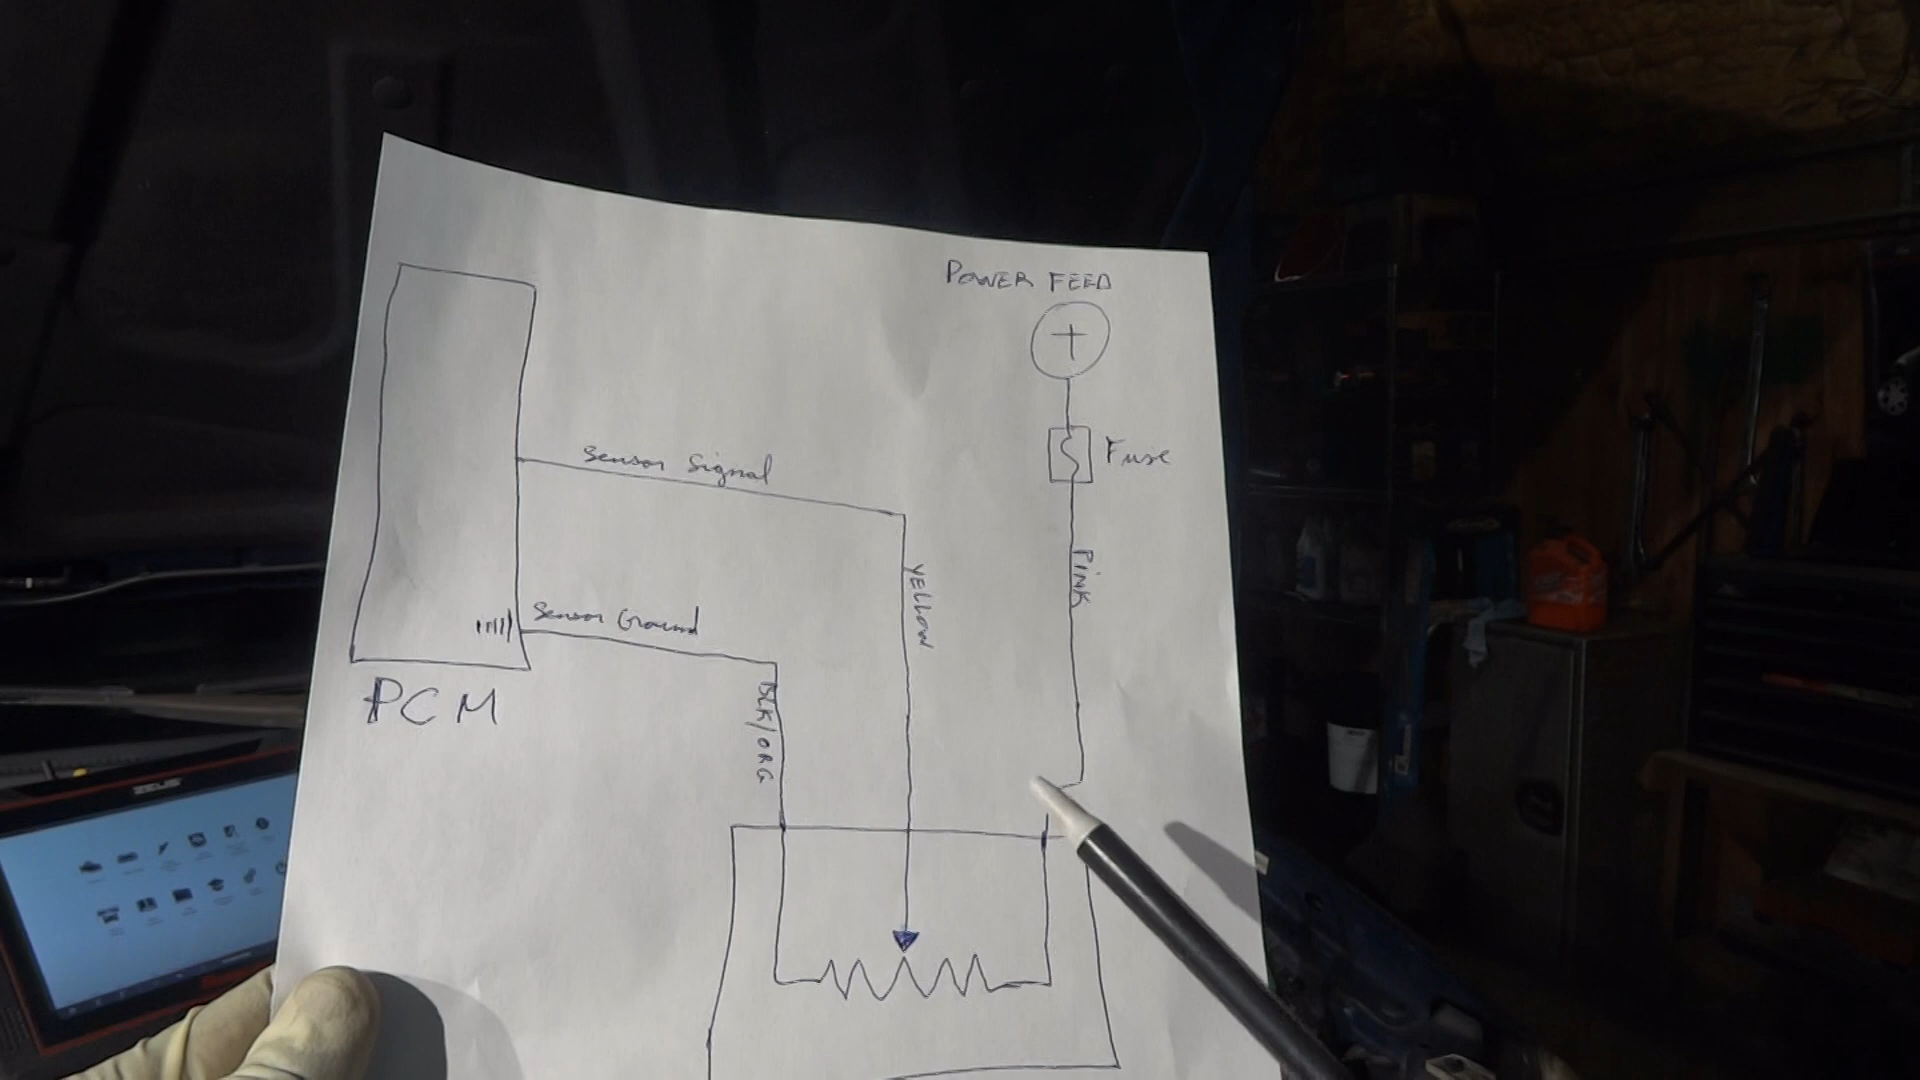 POWER FEED
Fuse
Sensor Signal
PINK
YELLOW
Sensor Ground
BLK/ORG
PCM